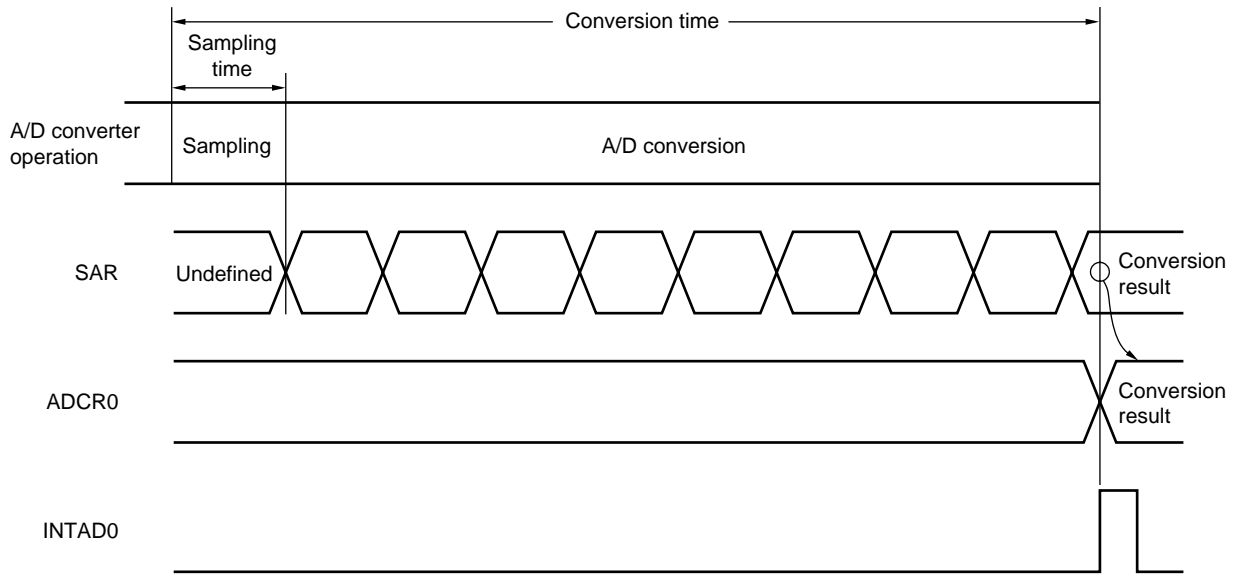 Conversion time
Sampling
time
A/D converter
operation
Sampling
A/D conversion
SAR
Undefined
Conversion
result
ADCR0
Conversion
result
INTAD0